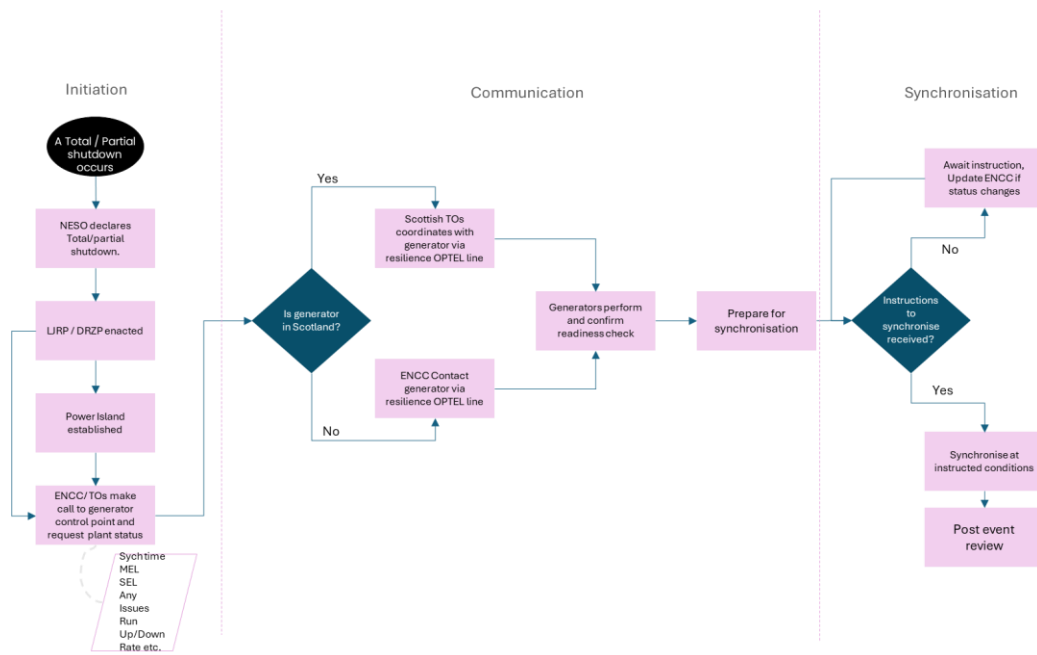 Initiation
A Total / Partial
shutdown
occurs
NESO declares
Total/partial
shutdown.
LJRP / DRZP enacted
Power Island
established
ENCC/ TOs make
call to generator
control point and
request plant status
Sych time
MEL
SEL
Any
Issues
Run
Up/Down
Rate etc.
Communication
Is generator
in Scotland?
Yes
No
Scottish TOs
coordinates with
generator via
resilience OPTEL line
ENCC Contact
generator via
resilience OPTEL line
Generators perform
and confirm
readiness check
Prepare for
synchronisation
Synchronisation
Await instruction,
Update ENCC if
status changes
No
Instructions
to
synchronise
received?
Yes
Synchronise at
instructed conditions
Post event
review